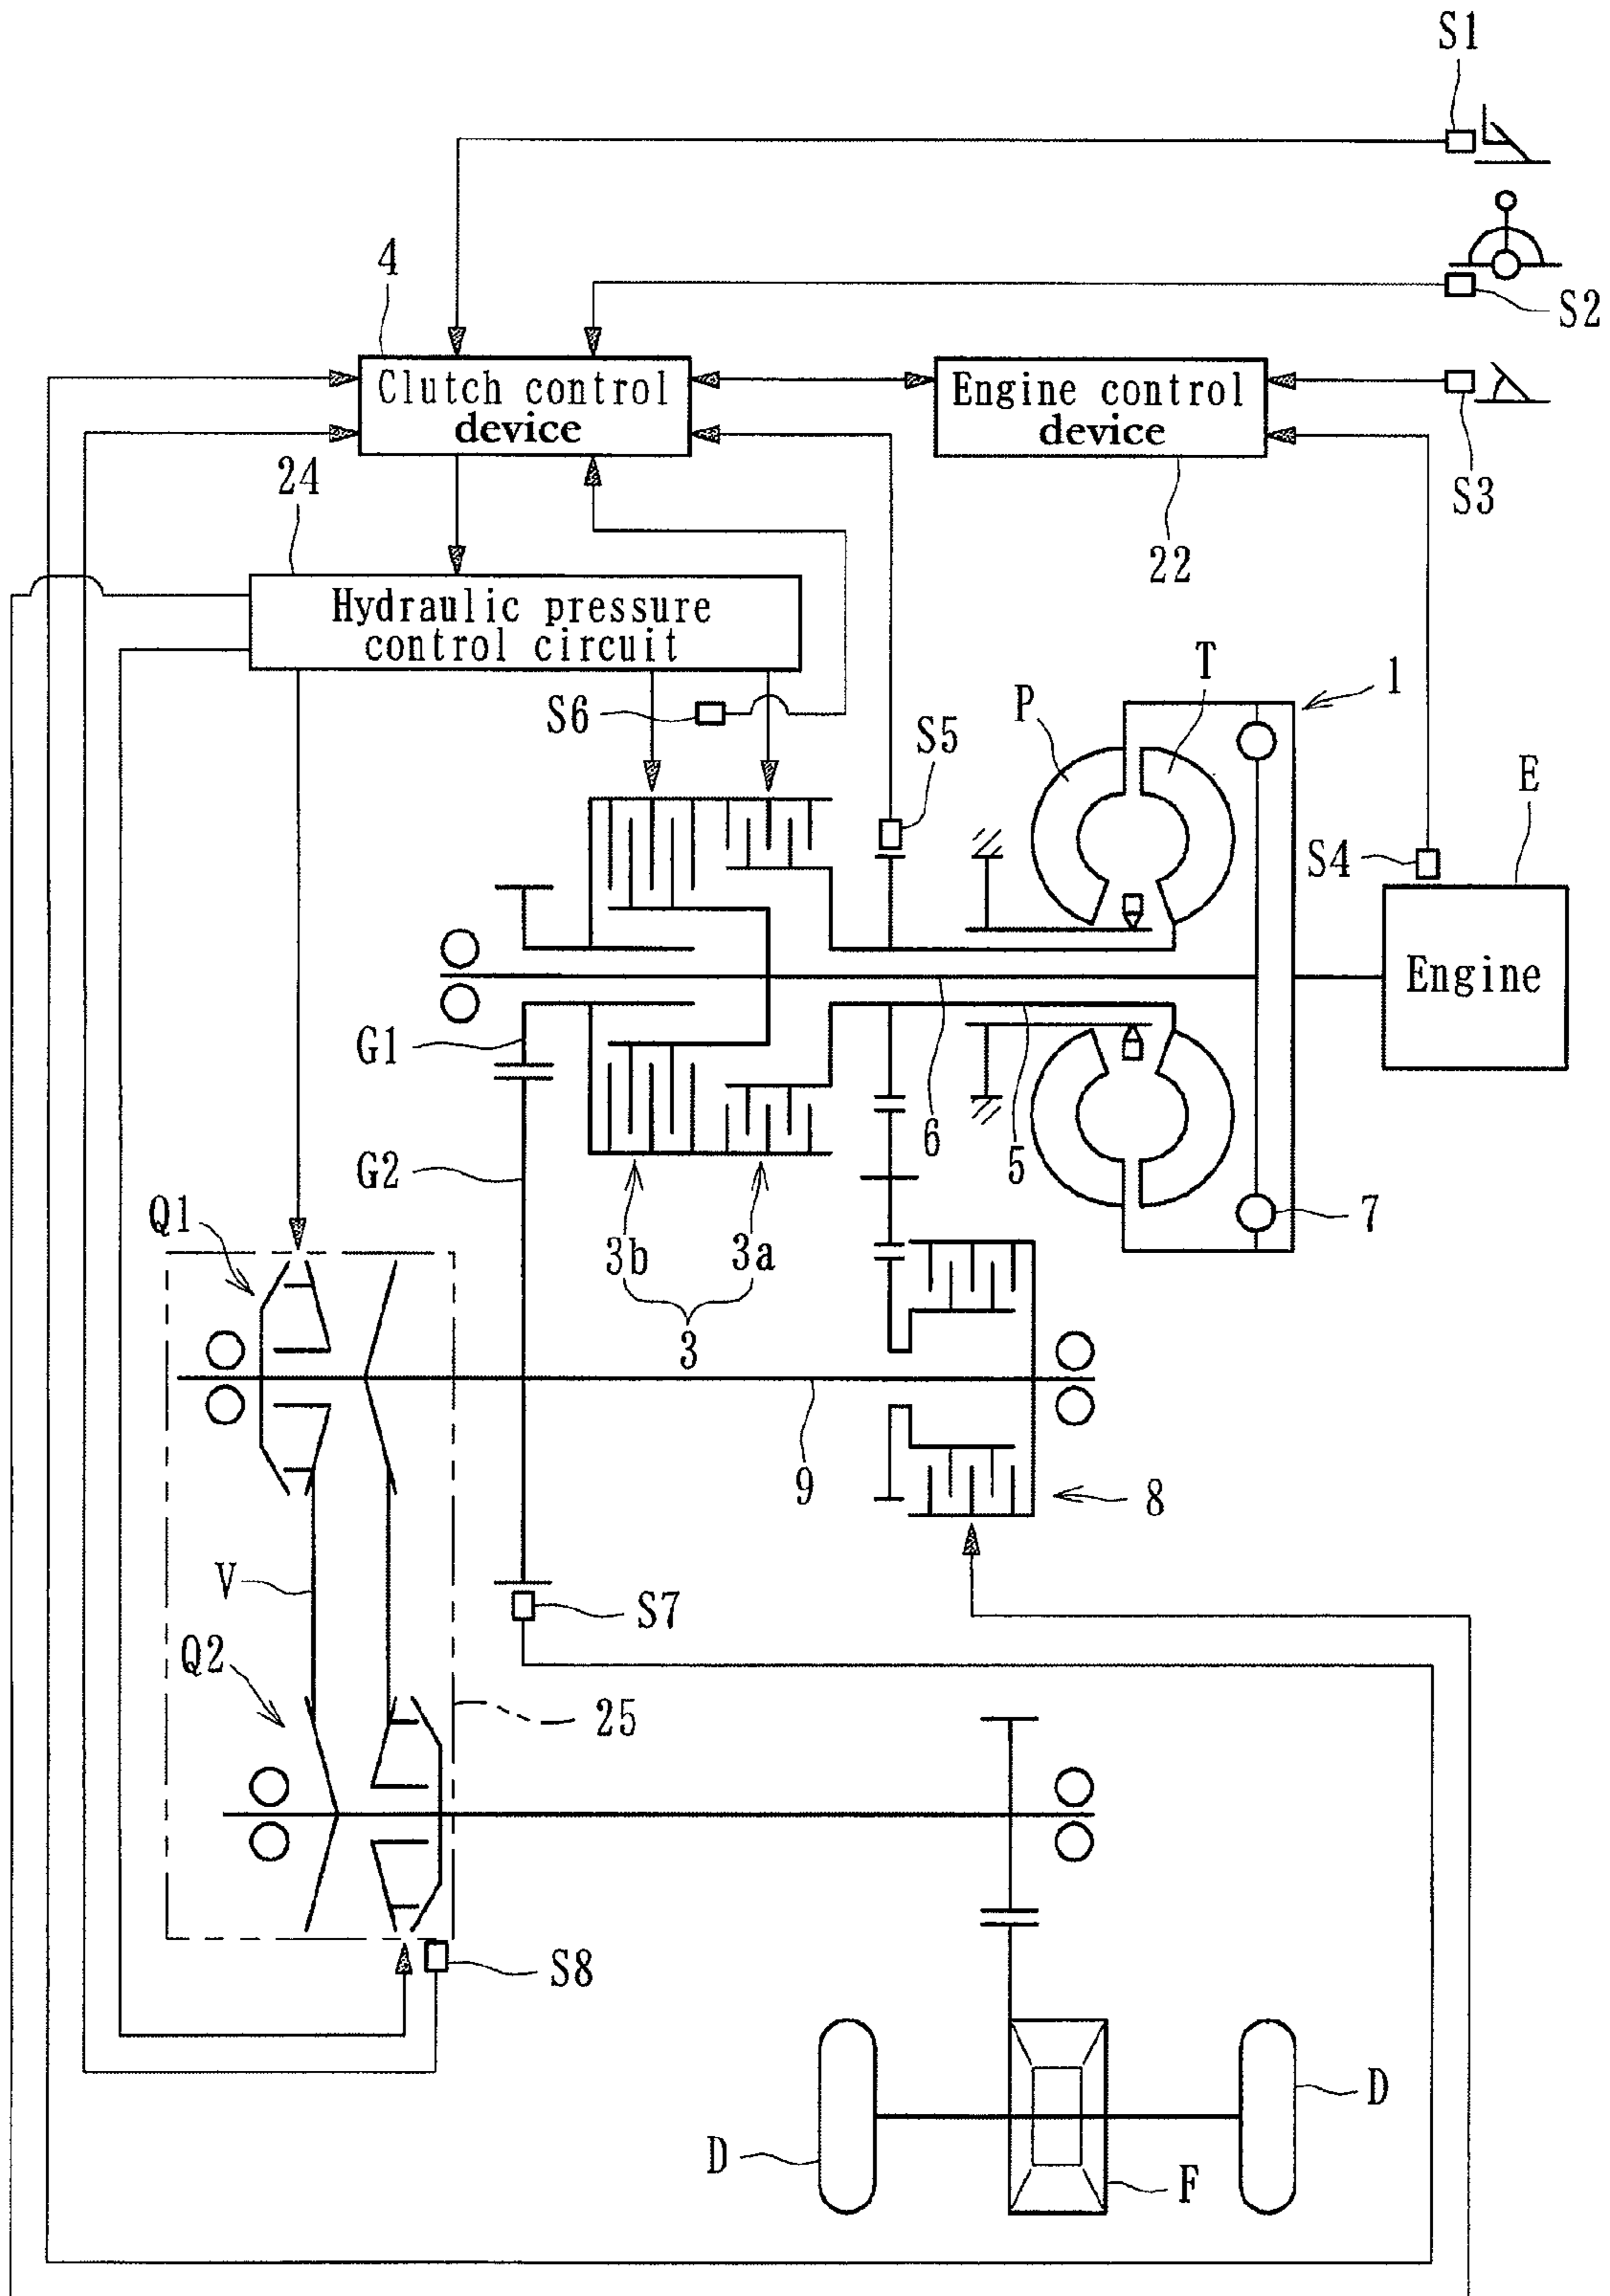 S1
4
S2
Clutch control
device
Engine control
device
24
S3
22
Hydraulic pressure
control circuit
T
1
S6
P
S5
E
S4
Engine
G1
6
5
G2
Q1
3b
3a
7
3
9
8
V
S7
Q2
25
S8
D
D
F